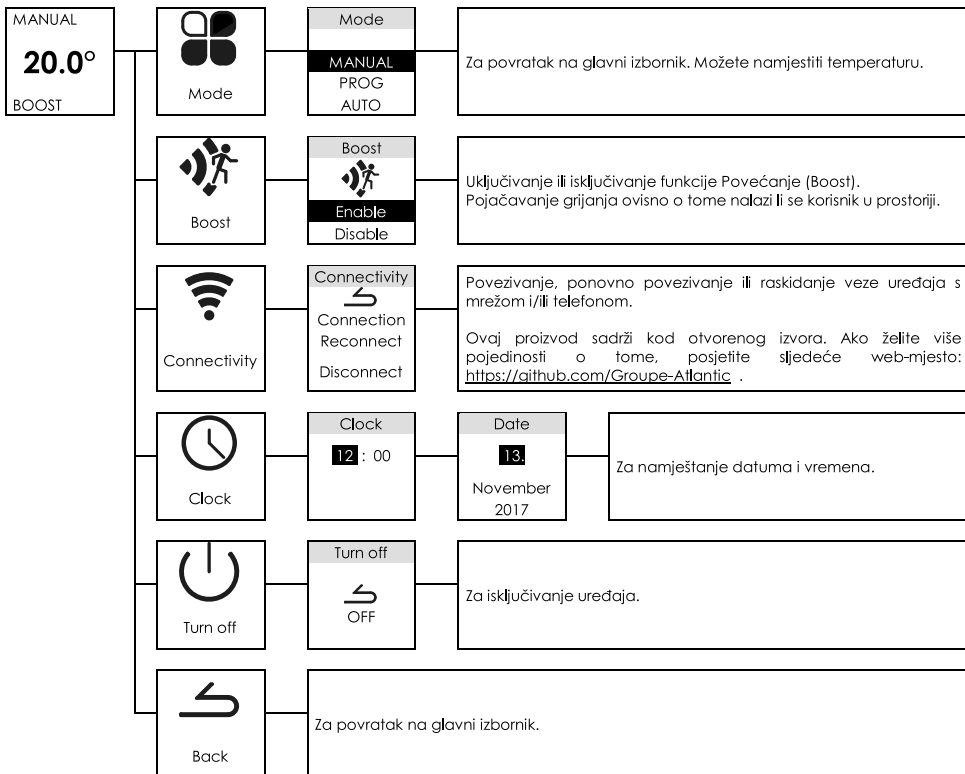 MANUAL
20.0°
BOOST
Mode
Mode
MANUAL
PROG
AUTO
Za povratak na glavni izbornik. Možete namjestiti temperaturu.
Boost
Boost
Enable
Disable
Uključivanje ili isključivanje funkcije Povećanje (Boost).
Pojačavanje grijanja ovisno o tome nalazi li se korisnik u prostoriji.
Connectivity
Connectivity
Connection
Reconnect
Disconnect
Povezivanje, ponovno povezivanje ili raskidanje veze uređaja s
mrežom i/ili telefonom.
Ovaj proizvod sadrži kod otvorenog izvora. Ako želite više
pojedinosti o tome, posjetite sljedeće web-mjesto:
https://github.com/Groupe-Atlantic .
Clock
Clock
12 : 00
Date
13.
November
2017
Za namještanje datuma i vremena.
Turn off
Turn off
OFF
Za isključivanje uređaja.
Back
Za povratak na glavni izbornik.